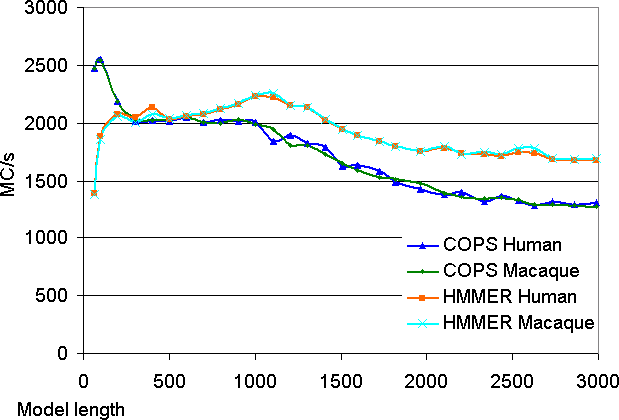 3000
2500
2000
1500
1000
500
0
MC/s
COPS Human
COPS Macaque
HMMER Human
HMMER Macaque
0 500 1000 1500 2000 2500 3000
Model length